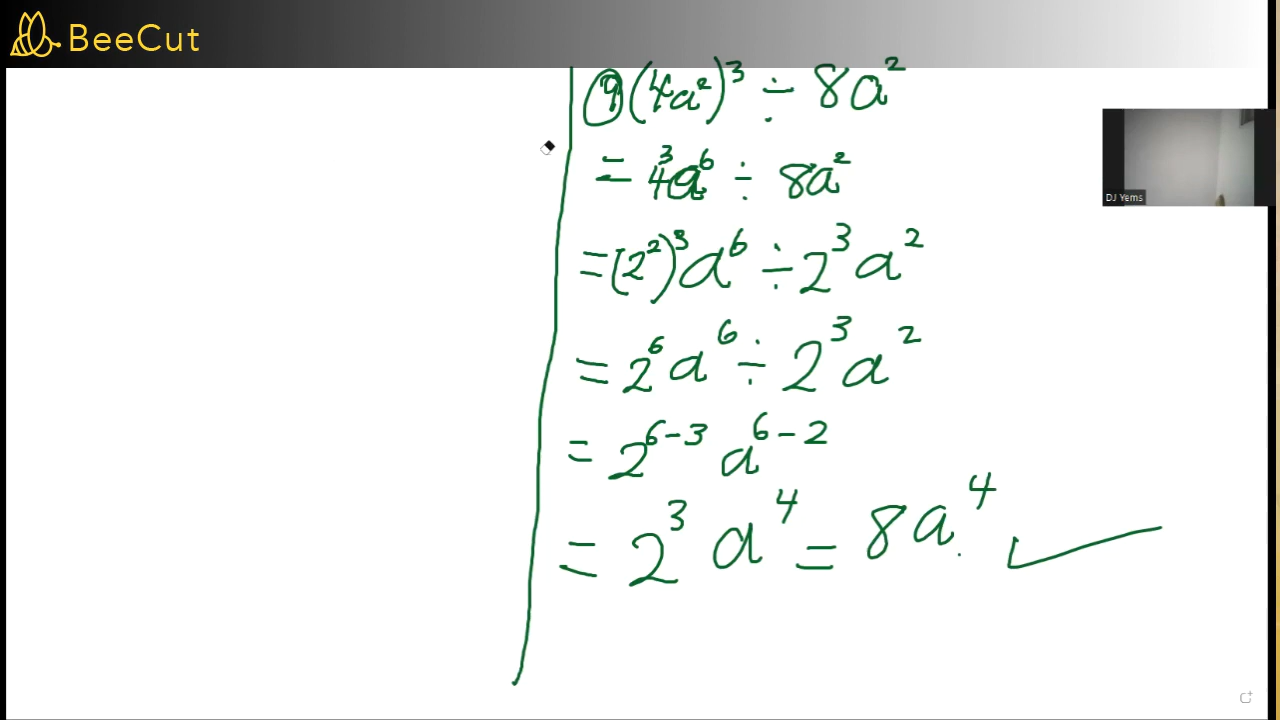 BeeCut
⑨ (4a²)³ ÷ 8a²
= 4³a⁶ ÷ 8a²
= (2²)³a⁶ ÷ 2³a²
= 2⁶a⁶ ÷ 2³a²
= 2⁶⁻³ a⁶⁻²
= 2³ a⁴ = 8a⁴
DJ Yems